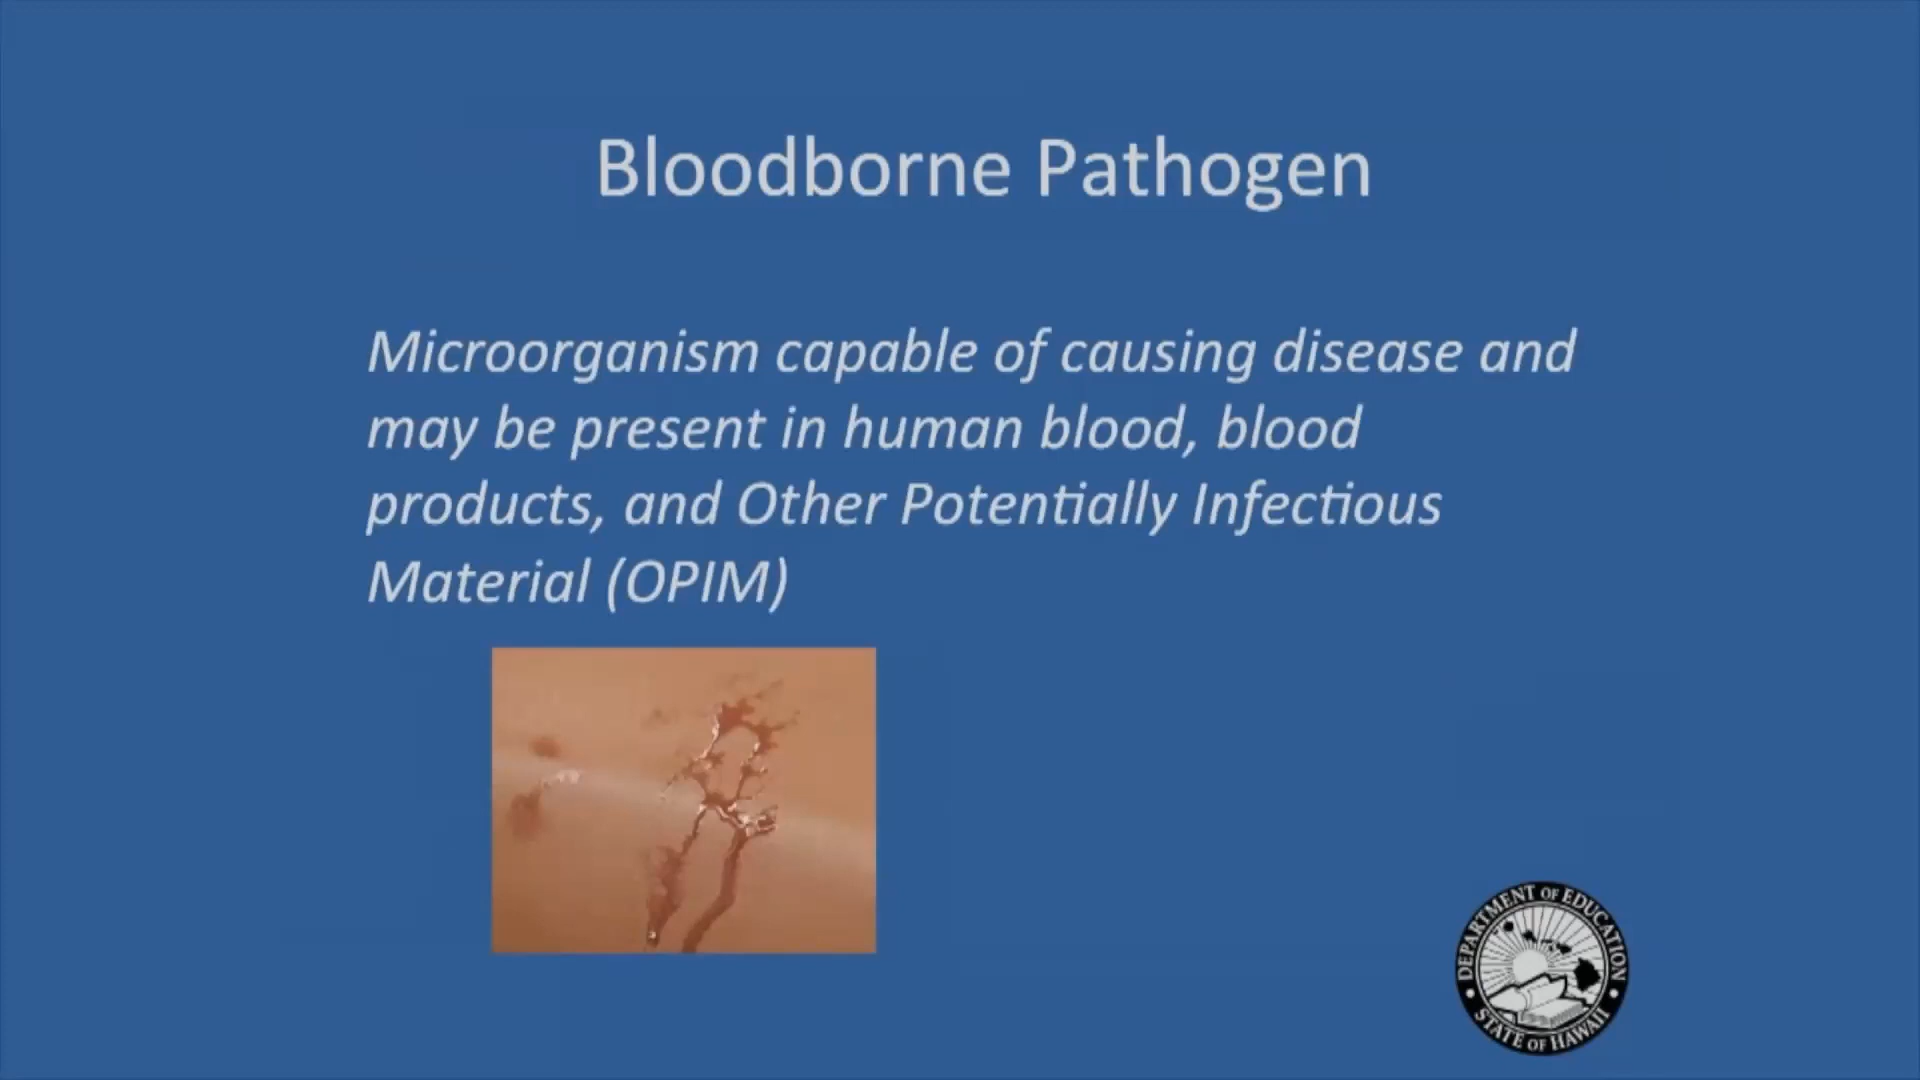 Bloodborne Pathogen
Microorganism capable of causing disease and
may be present in human blood, blood
products, and Other Potentially Infectious
Material (OPIM)
DEPARTMENT OF EDUCATION
STATE OF HAWAII